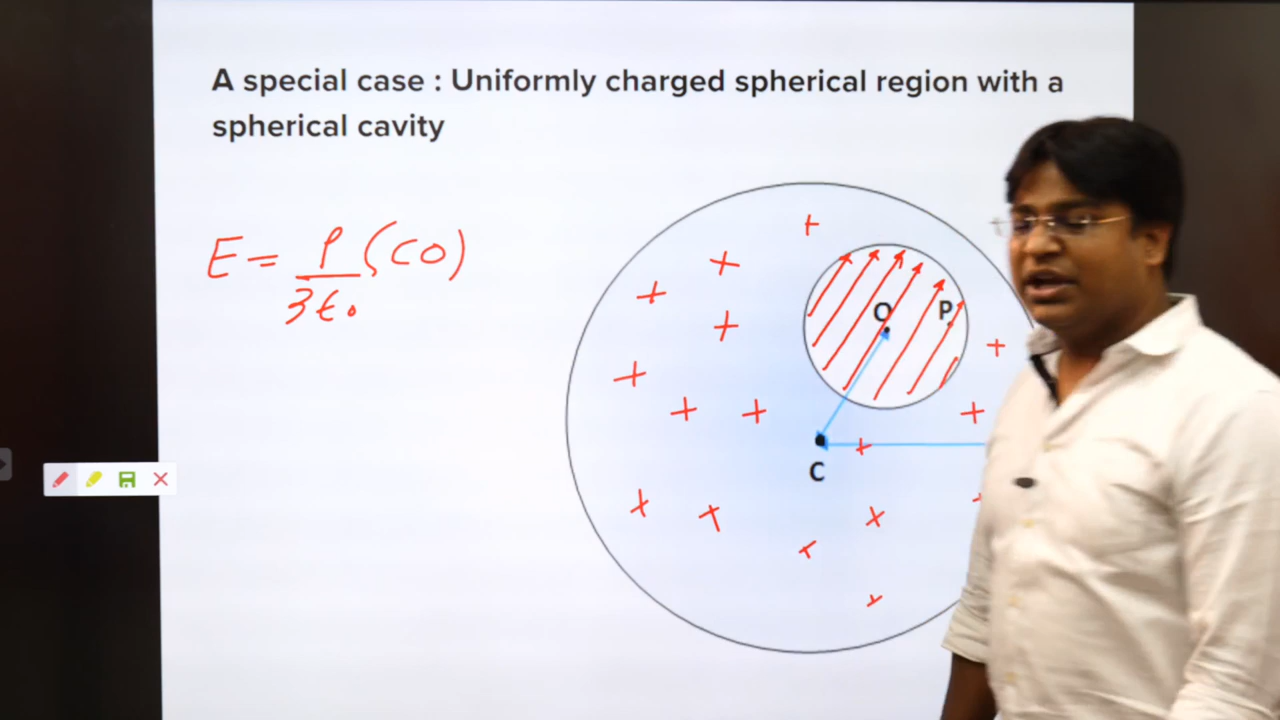 A special case : Uniformly charged spherical region with a
spherical cavity
E = ρ/3ε₀ (CO)
O
P
C